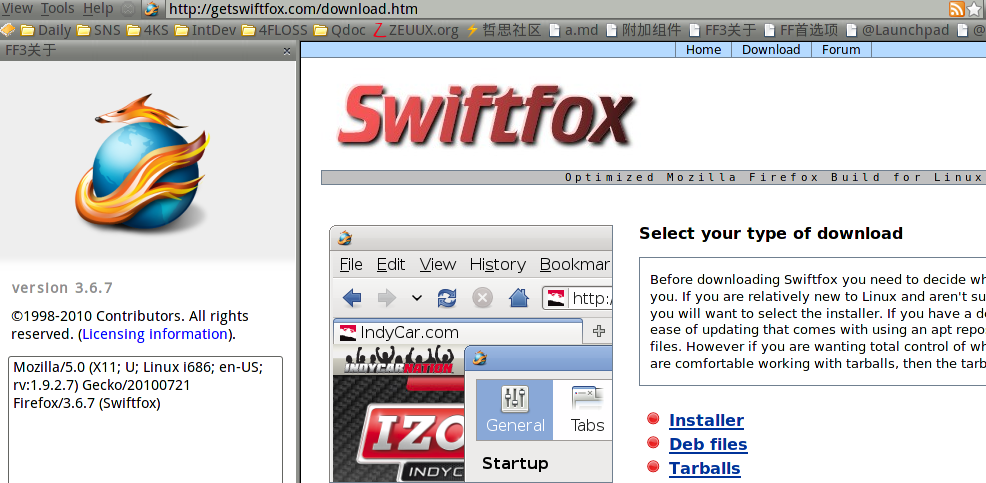 View Tools Help http://getswiftfox.com/download.htm
Daily SNS 4KS IntDev 4FLOSS Qdoc ZEUUX.org 哲思社区 a.md 附加组件 FF3关于 FF首选项 @Launchpad @
FF3关于
Home Download Forum
Swiftfox
Optimized Mozilla Firefox Build for Linux
version 3.6.7
©1998-2010 Contributors. All rights
reserved. (Licensing information).
Mozilla/5.0 (X11; U; Linux i686; en-US;
rv:1.9.2.7) Gecko/20100721
Firefox/3.6.7 (Swiftfox)
File Edit View History Bookmar
http:
IndyCar.com
INDYCARNATION
IZO
INDYC
General Tabs
Startup
Select your type of download
Before downloading Swiftfox you need to decide wh
you. If you are relatively new to Linux and aren't su
you will want to select the installer. If you have a de
ease of updating that comes with using an apt repo
files. However if you are wanting total control of wh
are comfortable working with tarballs, then the tarb
Installer
Deb files
Tarballs